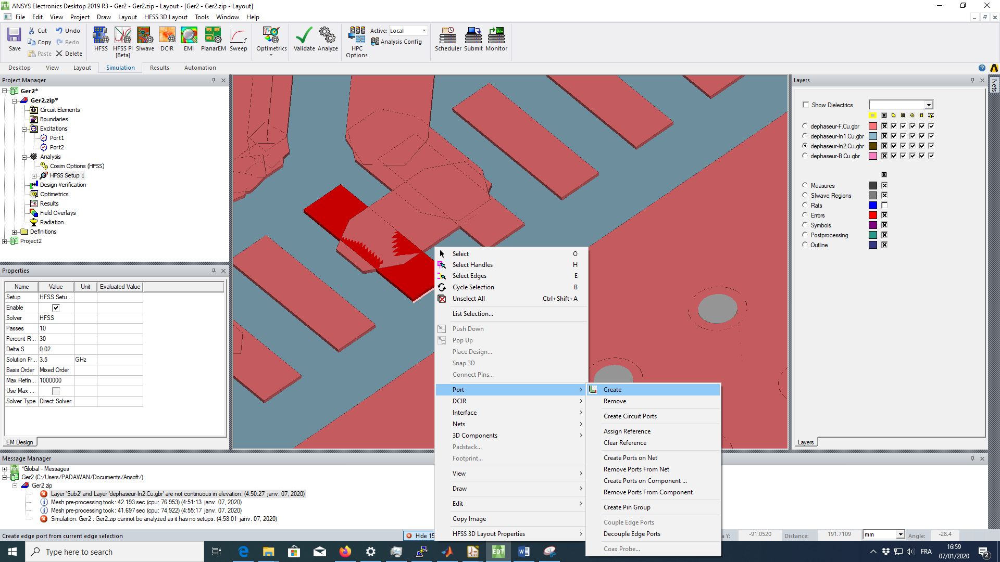 ANSYS Electronics Desktop 2019 R3 - Ger2 - Ger2.zip - Layout - [Ger2 - Ger2.zip - Layout]
File Edit View Project Draw Layout HFSS 3D Layout Tools Window Help
Save
Cut
Copy
Paste
Undo
Redo
Delete
HFSS
HFSS PI
[Beta]
SIwave
DCIR
EMI
PlanarEM
Sweep
Optimetrics
Validate
Analyze
HPC
Options
Active: Local
Analysis Config
Scheduler
Submit
Monitor
Desktop View Layout Simulation Results Automation
Project Manager
Ger2*
Ger2.zip*
Circuit Elements
Boundaries
Excitations
Port1
Port2
Analysis
Cosim Options (HFSS)
HFSS Setup 1
Design Verification
Optimetrics
Results
Field Overlays
Radiation
Definitions
Project2
Properties
Name Value Unit Evaluated Value
Setup HFSS Setu...
Enable
Solver HFSS
Passes 10
Percent R... 30
Delta S 0.02
Solution Fr... 3.5 GHz
Basis Order Mixed Order
Max Refin... 1000000
Use Max ...
Solver Type Direct Solver
EM Design
Select O
Select Handles H
Select Edges E
Cycle Selection B
Unselect All Ctrl+Shift+A
List Selection...
Push Down
Pop Up
Place Design...
Snap 3D
Connect Pins...
Port
DCIR
Interface
Nets
3D Components
Padstack...
Footprint...
View
Draw
Edit
Copy Image
HFSS 3D Layout Properties
Create
Remove
Create Circuit Ports
Assign Reference
Clear Reference
Create Ports on Net
Remove Ports From Net
Create Ports on Component ...
Remove Ports From Component
Create Pin Group
Couple Edge Ports
Decouple Edge Ports
Coax Probe...
Layers
Nets
Show Dielectrics
dephaseur-F.Cu.gbr
dephaseur-In1.Cu.gbr
dephaseur-In2.Cu.gbr
dephaseur-B.Cu.gbr
Measures
SIwave Regions
Rats
Errors
Symbols
Postprocessing
Outline
Layers
Message Manager
*Global - Messages
Ger2 (C:/Users/PADAWAN/Documents/Ansoft/)
Ger2.zip
Layer 'Sub2' and Layer 'dephaseur-In2.Cu.gbr' are not continuous in elevation. (4:50:27 janv. 07, 2020)
Mesh pre-processing took: 42.193 sec (cpu: 76.953) (4:51:13 janv. 07, 2020)
Mesh pre-processing took: 41.697 sec (cpu: 74.922) (4:55:17 janv. 07, 2020)
Simulation: Ger2 : Ger2.zip cannot be analyzed as it has no setups. (4:58:01 janv. 07, 2020)
Create edge port from current edge selection
Hide 15
a Y: -91.0520 Distance: 191.7109 mm Angle: -28.4
Type here to search
EDT
FRA
16:59
07/01/2020
2